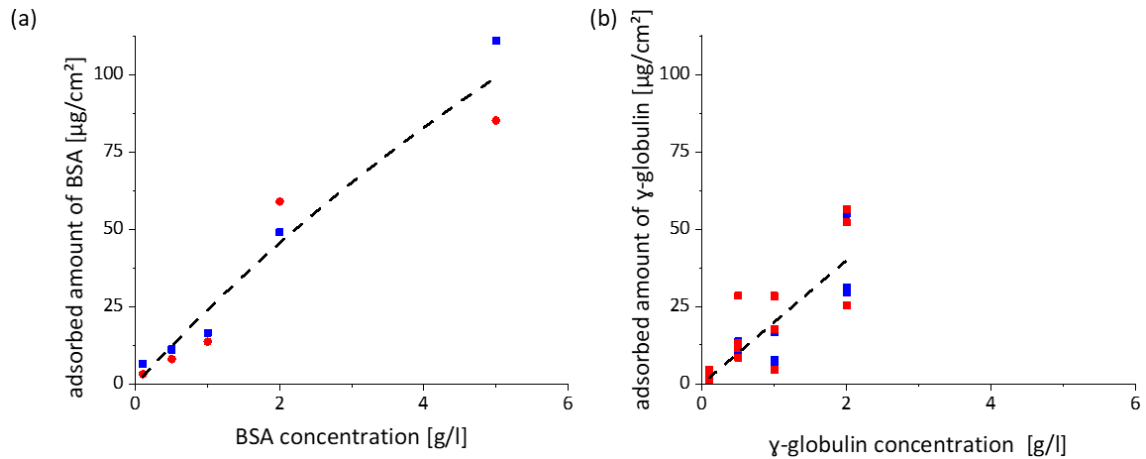 (a)
adsorbed amount of BSA [µg/cm²]
100
75
50
25
0
0 2 4 6
BSA concentration [g/l]
(b)
adsorbed amount of ɣ-globulin [µg/cm²]
100
75
50
25
0
0 2 4 6
ɣ-globulin concentration [g/l]